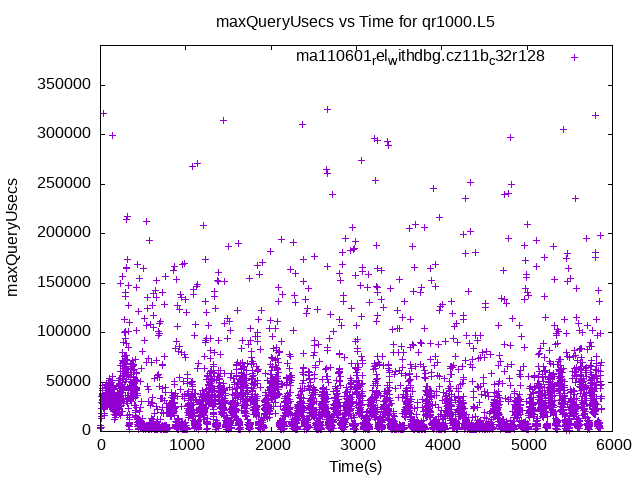 maxQueryUsecs vs Time for qr1000.L5
ma110601relwithdbg.cz11bc32r128
350000
300000
250000
200000
150000
100000
50000
0
maxQueryUsecs
0 1000 2000 3000 4000 5000 6000
Time(s)